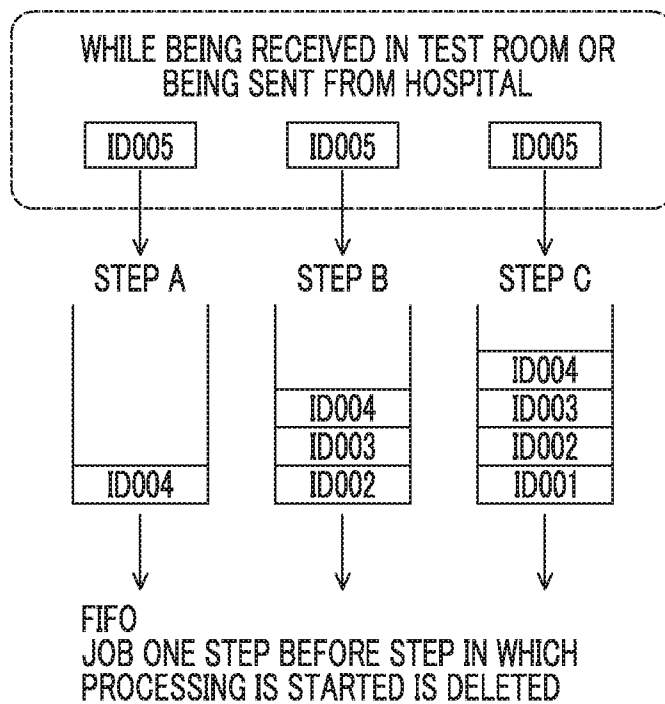 WHILE BEING RECEIVED IN TEST ROOM OR
BEING SENT FROM HOSPITAL
ID005 ID005 ID005
STEP A STEP B STEP C
ID004
ID004 ID003
ID003 ID002
ID004 ID002 ID001
FIFO
JOB ONE STEP BEFORE STEP IN WHICH
PROCESSING IS STARTED IS DELETED